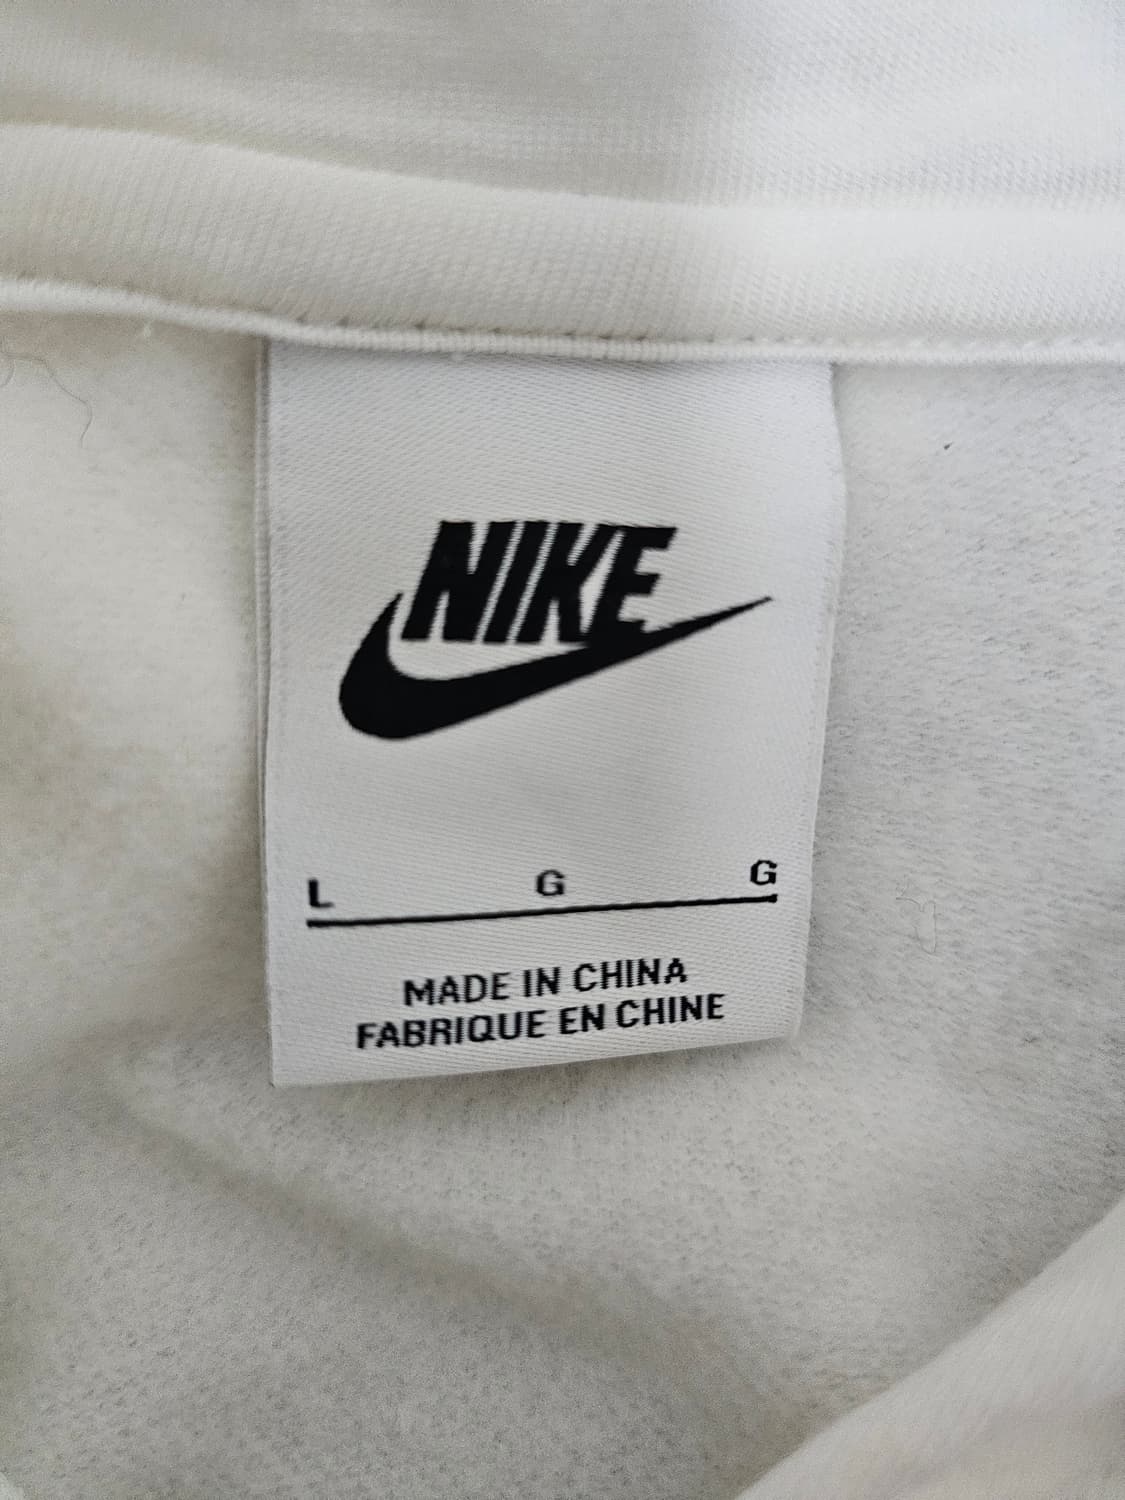 NIKE
L G G
MADE IN CHINA
FABRIQUE EN CHINE